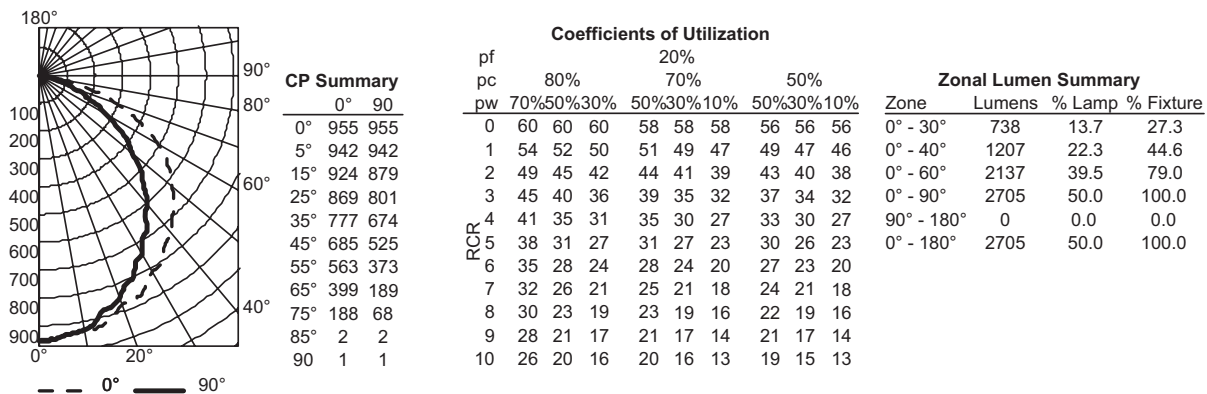 180°
90°
80°
60°
40°
100
200
300
400
500
600
700
800
900
0° 20°
0° 90°
CP Summary
0° 90
0° 955 955
5° 942 942
15° 924 879
25° 869 801
35° 777 674
45° 685 525
55° 563 373
65° 399 189
75° 188 68
85° 2 2
90 1 1
Coefficients of Utilization
pf 20%
pc 80% 70% 50%
pw 70%50%30% 50%30%10% 50%30%10%
RCR
0 60 60 60 58 58 58 56 56 56
1 54 52 50 51 49 47 49 47 46
2 49 45 42 44 41 39 43 40 38
3 45 40 36 39 35 32 37 34 32
4 41 35 31 35 30 27 33 30 27
5 38 31 27 31 27 23 30 26 23
6 35 28 24 28 24 20 27 23 20
7 32 26 21 25 21 18 24 21 18
8 30 23 19 23 19 16 22 19 16
9 28 21 17 21 17 14 21 17 14
10 26 20 16 20 16 13 19 15 13
Zonal Lumen Summary
Zone Lumens % Lamp % Fixture
0° - 30° 738 13.7 27.3
0° - 40° 1207 22.3 44.6
0° - 60° 2137 39.5 79.0
0° - 90° 2705 50.0 100.0
90° - 180° 0 0.0 0.0
0° - 180° 2705 50.0 100.0